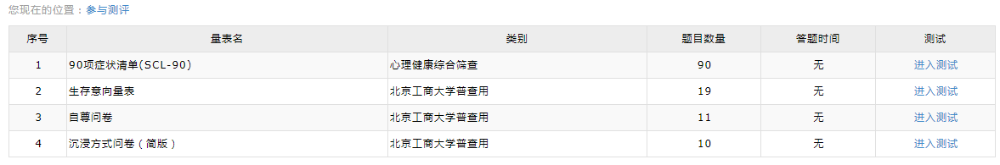 您现在的位置：参与测评
序号 量表名 类别 题目数量 答题时间 测试
1 90项症状清单(SCL-90) 心理健康综合筛查 90 无 进入测试
2 生存意向量表 北京工商大学普查用 19 无 进入测试
3 自尊问卷 北京工商大学普查用 11 无 进入测试
4 沉浸方式问卷（简版） 北京工商大学普查用 10 无 进入测试